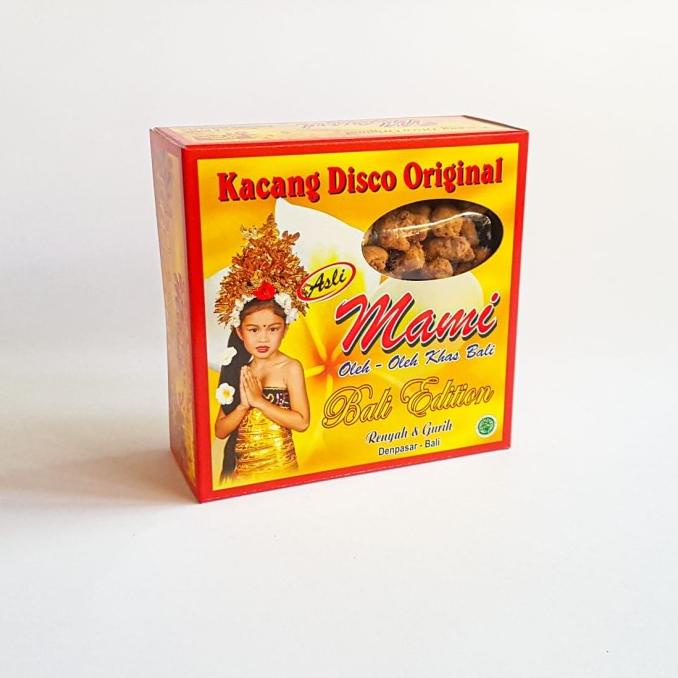 Kacang Disco Original
Asli
Mami
Oleh - Oleh Khas Bali
Bali Edition
Renyah & Gurih
Denpasar - Bali